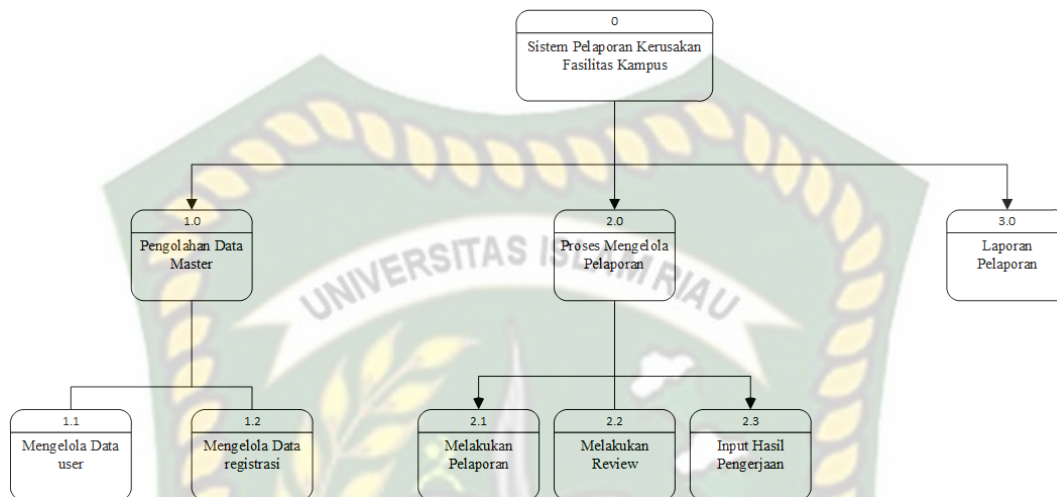 0
Sistem Pelaporan Kerusakan
Fasilitas Kampus
1.0
Pengolahan Data
Master
2.0
Proses Mengelola
Pelaporan
3.0
Laporan
Pelaporan
UNIVERSITAS ISLAM RIAU
1.1
Mengelola Data
user
1.2
Mengelola Data
registrasi
2.1
Melakukan
Pelaporan
2.2
Melakukan
Review
2.3
Input Hasil
Pengerjaan